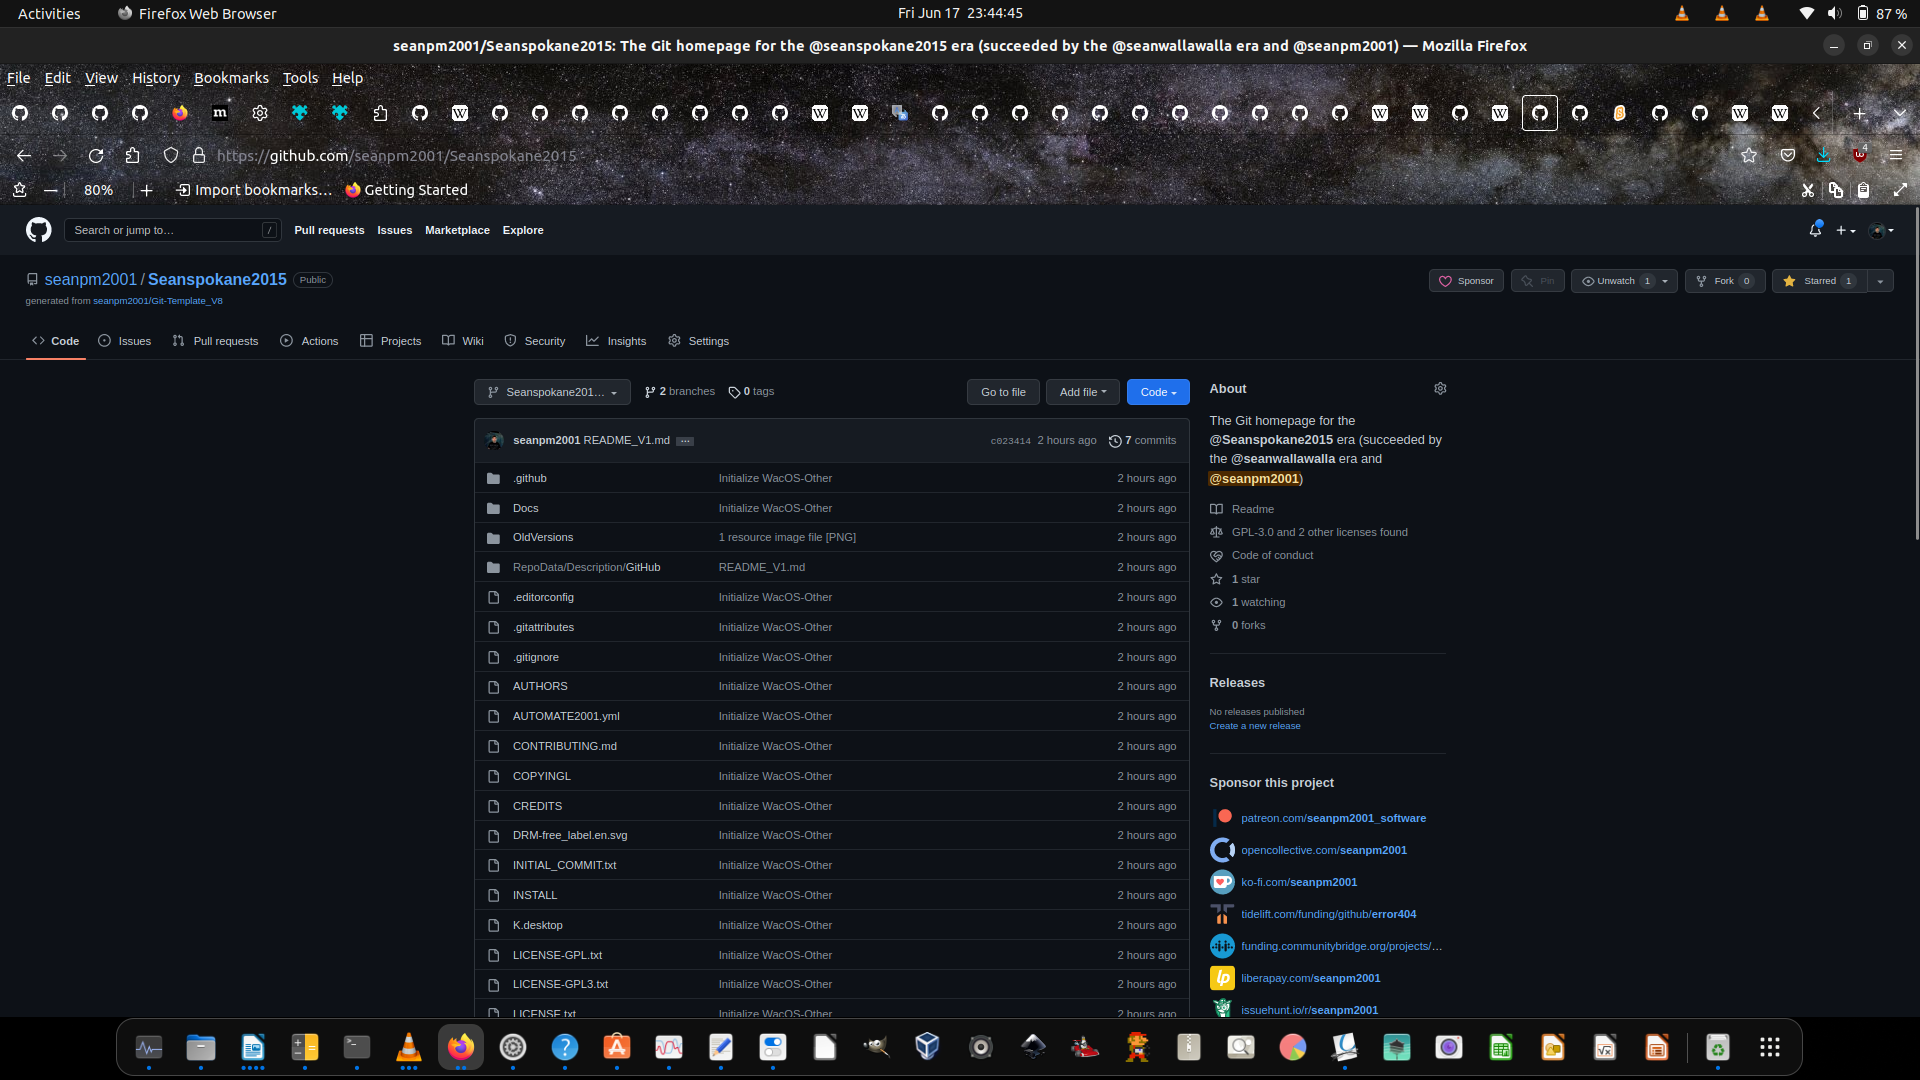 Activities
Firefox Web Browser
Fri Jun 17 23:44:45
87 %
seanpm2001/Seanspokane2015: The Git homepage for the @seanspokane2015 era (succeeded by the @seanwallawalla era and @seanpm2001) — Mozilla Firefox
File Edit View History Bookmarks Tools Help
https://github.com/seanpm2001/Seanspokane2015
4
80%
Import bookmarks…
Getting Started
Search or jump to…
/
Pull requests Issues Marketplace Explore
seanpm2001 / Seanspokane2015
Public
generated from seanpm2001/Git-Template_V8
Sponsor
Pin
Unwatch 1
Fork 0
Starred 1
Code
Issues
Pull requests
Actions
Projects
Wiki
Security
Insights
Settings
Seanspokane201…
2 branches
0 tags
Go to file
Add file
Code
seanpm2001 README_V1.md …
c023414 2 hours ago
7 commits
.github Initialize WacOS-Other 2 hours ago
Docs Initialize WacOS-Other 2 hours ago
OldVersions 1 resource image file [PNG] 2 hours ago
RepoData/Description/GitHub README_V1.md 2 hours ago
.editorconfig Initialize WacOS-Other 2 hours ago
.gitattributes Initialize WacOS-Other 2 hours ago
.gitignore Initialize WacOS-Other 2 hours ago
AUTHORS Initialize WacOS-Other 2 hours ago
AUTOMATE2001.yml Initialize WacOS-Other 2 hours ago
CONTRIBUTING.md Initialize WacOS-Other 2 hours ago
COPYINGL Initialize WacOS-Other 2 hours ago
CREDITS Initialize WacOS-Other 2 hours ago
DRM-free_label.en.svg Initialize WacOS-Other 2 hours ago
INITIAL_COMMIT.txt Initialize WacOS-Other 2 hours ago
INSTALL Initialize WacOS-Other 2 hours ago
K.desktop Initialize WacOS-Other 2 hours ago
LICENSE-GPL.txt Initialize WacOS-Other 2 hours ago
LICENSE-GPL3.txt Initialize WacOS-Other 2 hours ago
LICENSE.txt Initialize WacOS-Other 2 hours ago
About
The Git homepage for the
@Seanspokane2015 era (succeeded by
the @seanwallawalla era and
@seanpm2001)
Readme
GPL-3.0 and 2 other licenses found
Code of conduct
1 star
1 watching
0 forks
Releases
No releases published
Create a new release
Sponsor this project
patreon.com/seanpm2001_software
opencollective.com/seanpm2001
ko-fi.com/seanpm2001
tidelift.com/funding/github/error404
funding.communitybridge.org/projects/…
liberapay.com/seanpm2001
issuehunt.io/r/seanpm2001